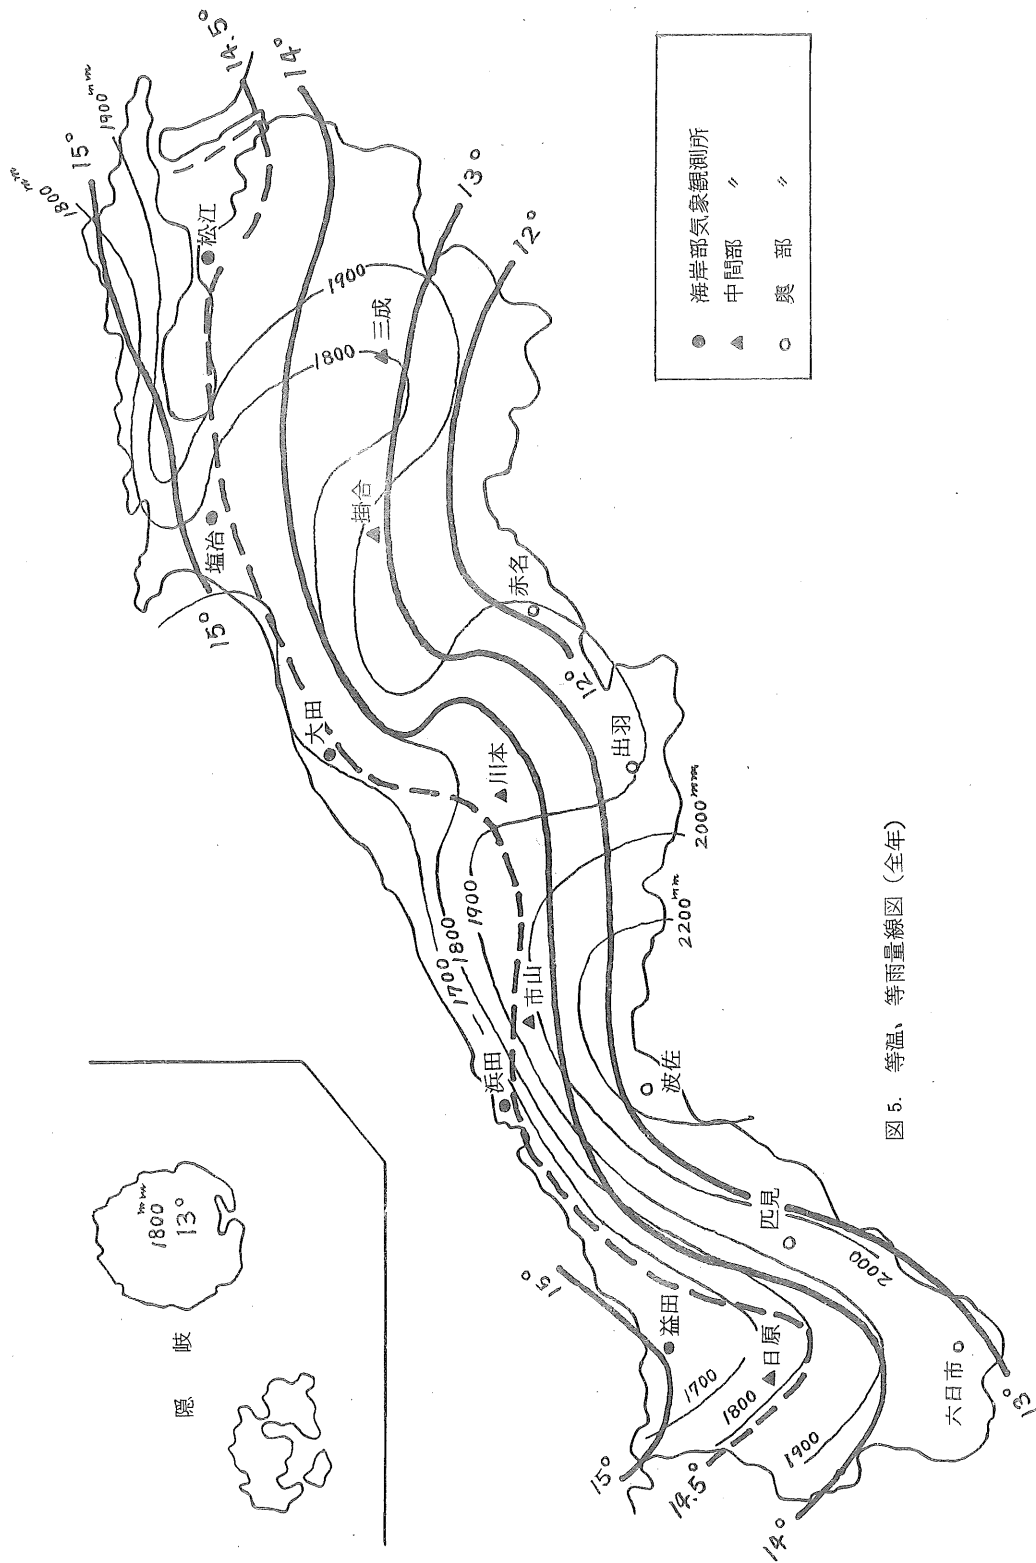 隠 岐
1800mm
13°
15°
14.5°
14°
15°
1700
1800
1900
益田
日原
六日市
匹見
2000
13°
浜田
市山
波佐
1700
1800
1900
2200mm
2000mm
大田
川本
出羽
15°
塩冶
掛合
赤名
12°
1800
三成
1900
松江
1800mm
15°
1900mm
14.5°
14°
13°
12°
● 海岸部気象観測所
▲ 中間部 〃
○ 奥 部 〃
図 5. 等温、等雨量線図(全年)